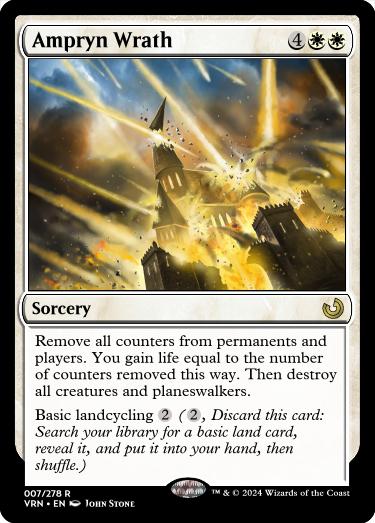 Ampryn Wrath 4
Sorcery
Remove all counters from permanents and
players. You gain life equal to the number
of counters removed this way. Then destroy
all creatures and planeswalkers.
Basic landcycling 2 ( 2, Discard this card:
Search your library for a basic land card,
reveal it, and put it into your hand, then
shuffle.)
007/278 R
VRN • EN JOHN STONE
™ & © 2024 Wizards of the Coast